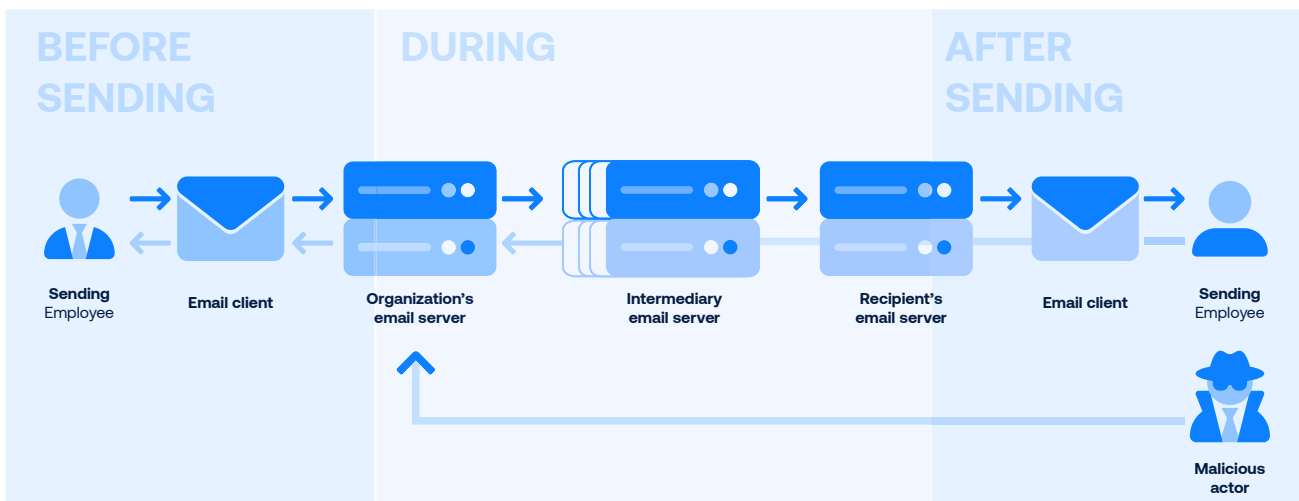 BEFORE
SENDING
DURING
AFTER
SENDING
Sending
Employee
Email client
Organization’s
email server
Intermediary
email server
Recipient’s
email server
Email client
Sending
Employee
Malicious
actor